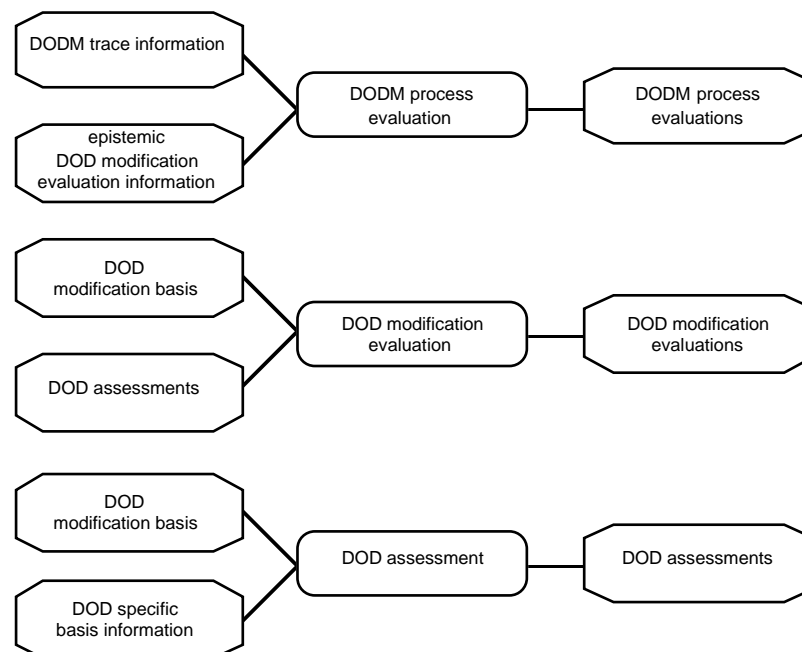 DODM trace information
epistemic
DOD modification
evaluation information
DODM process
evaluation
DODM process
evaluations
DOD
modification basis
DOD assessments
DOD modification
evaluation
DOD modification
evaluations
DOD
modification basis
DOD specific
basis information
DOD assessment
DOD assessments